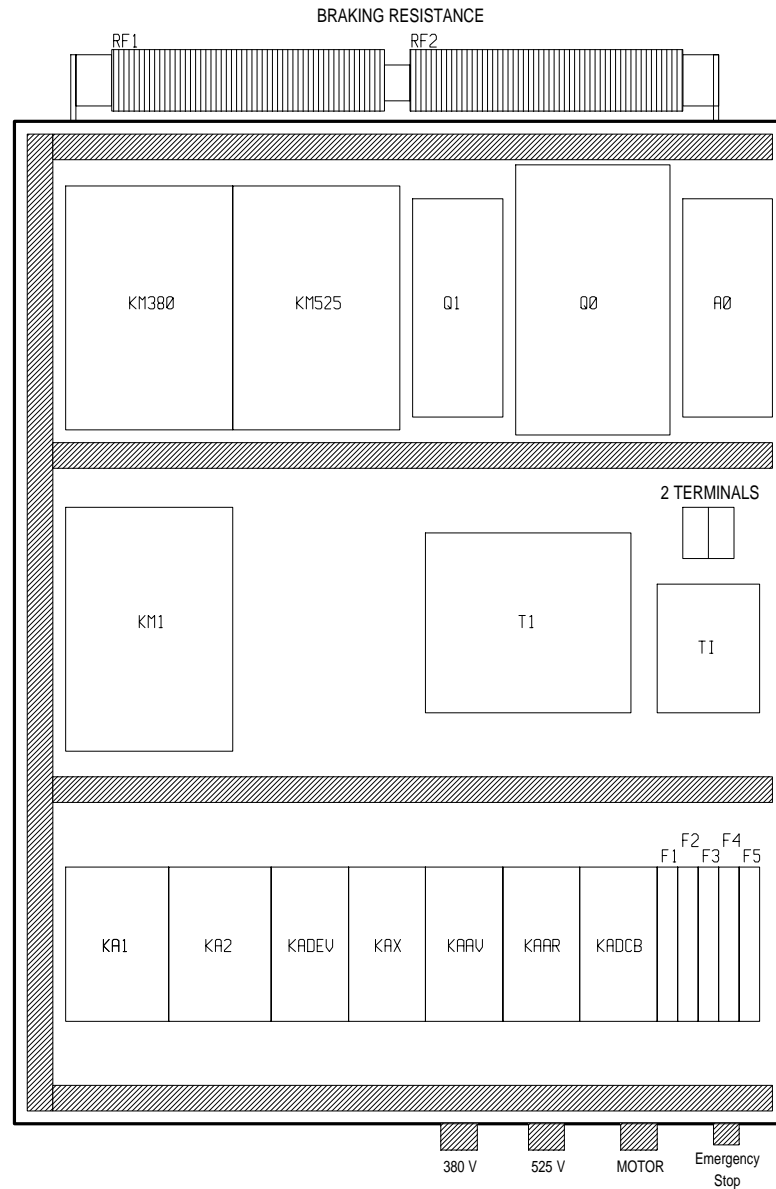 BRAKING RESISTANCE
RF1 RF2
KM380 KM525 Q1 Q0 A0
2 TERMINALS
KM1 T1 TI
F2 F4
F1 F3 F5
KA1 KA2 KADEV KAX KAAV KAAR KADCB
380 V 525 V MOTOR Emergency
Stop